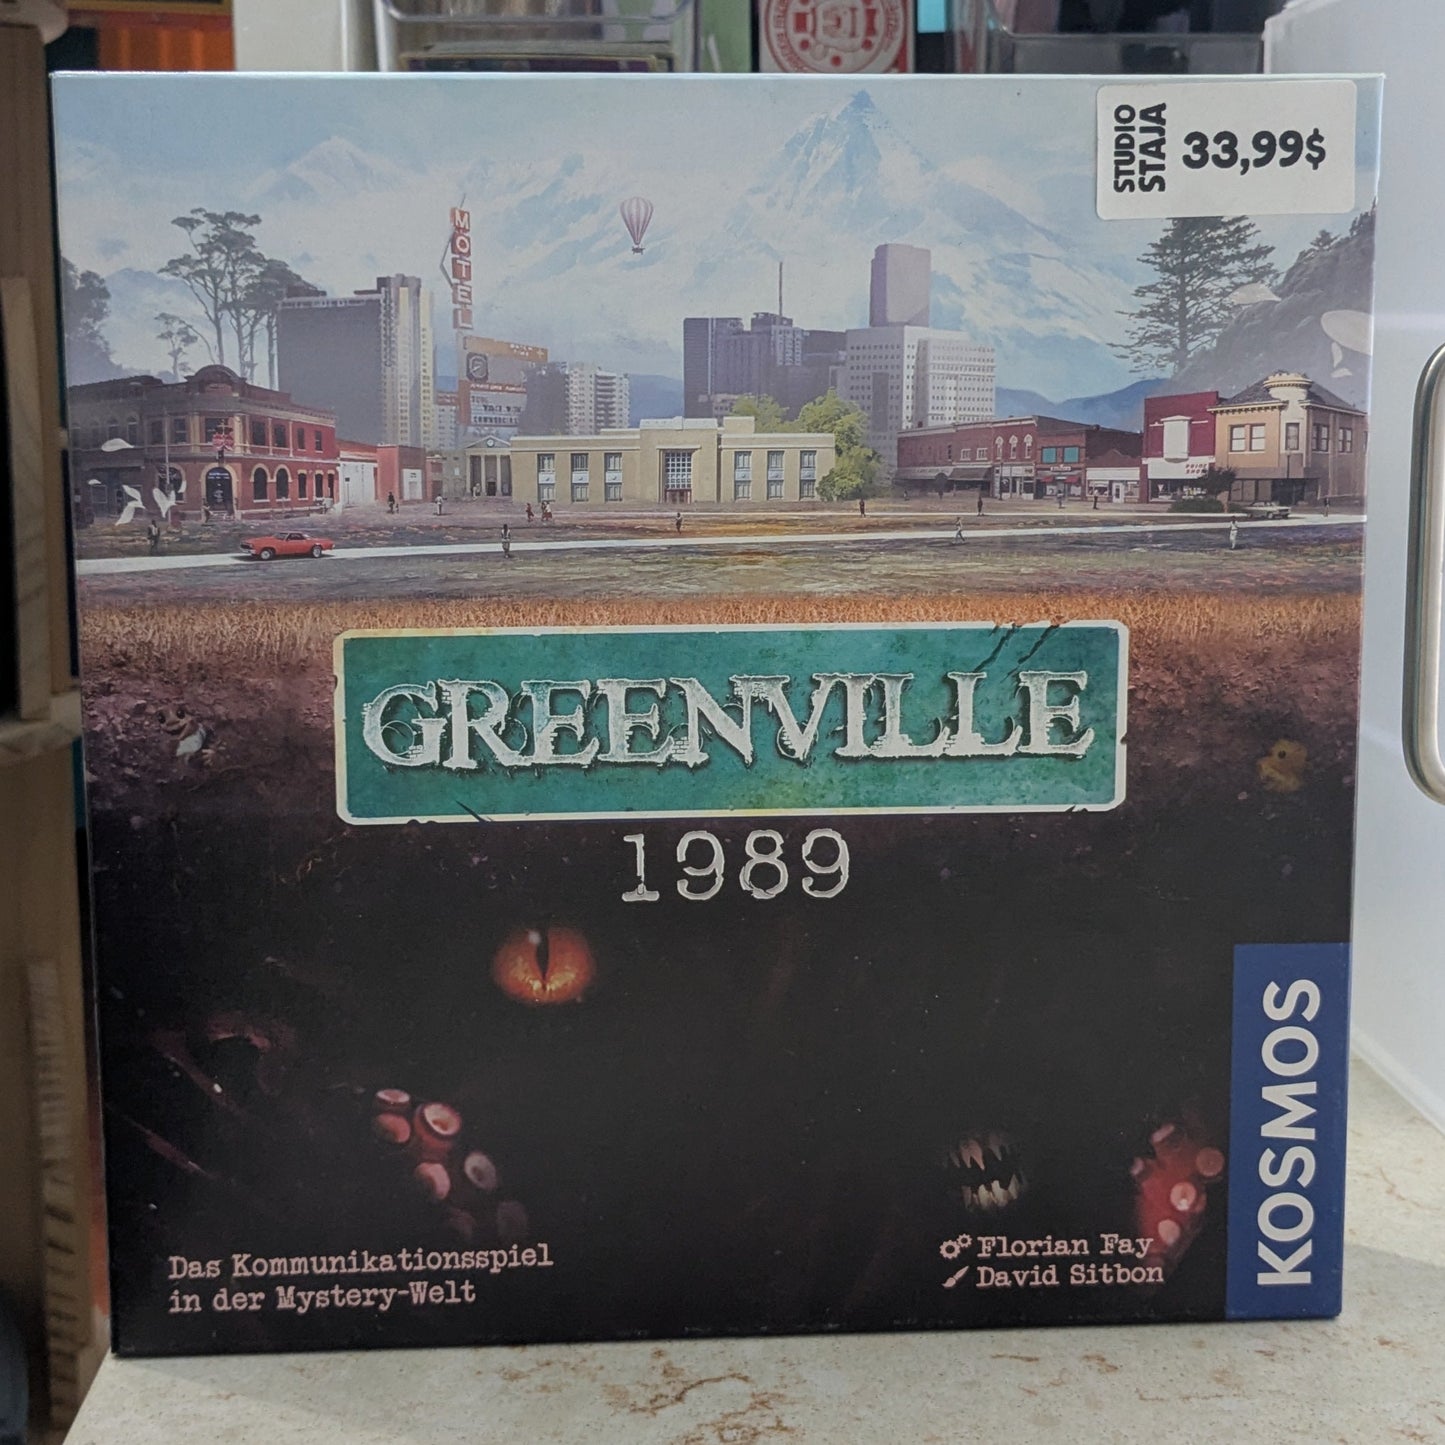 STUDIO
STAJA
33,99$
MOTEL
GREENVILLE
1989
Das Kommunikationsspiel
in der Mystery-Welt
Florian Fay
David Sitbon
KOSMOS